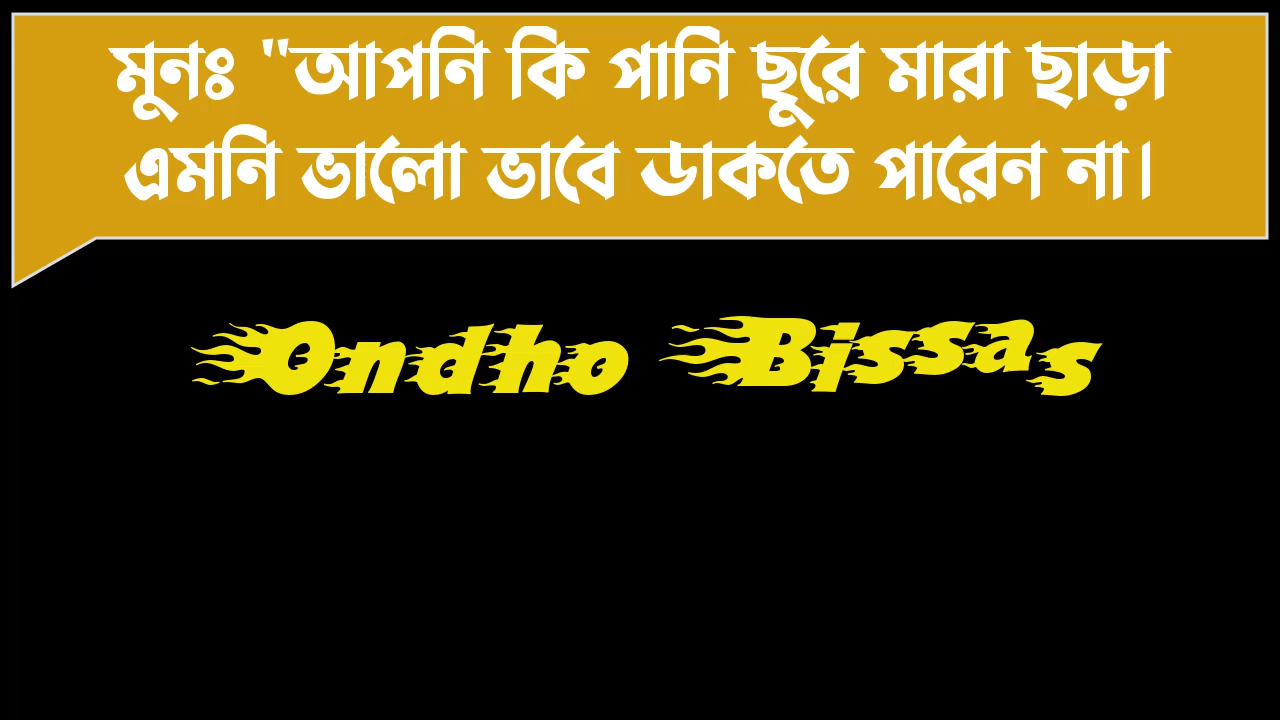 মুনঃ "আপনি কি পানি ছুরে মারা ছাড়া
এমনি ভালো ভাবে ডাকতে পারেন না।
Ondho Bissas